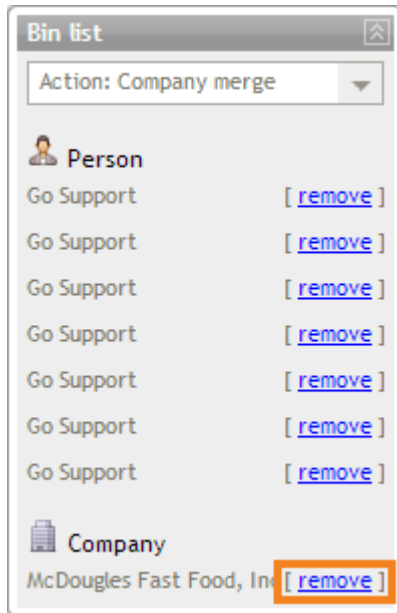 Bin list
Action: Company merge
Person
Go Support [ remove ]
Go Support [ remove ]
Go Support [ remove ]
Go Support [ remove ]
Go Support [ remove ]
Go Support [ remove ]
Go Support [ remove ]
Company
McDougles Fast Food, Inc [ remove ]